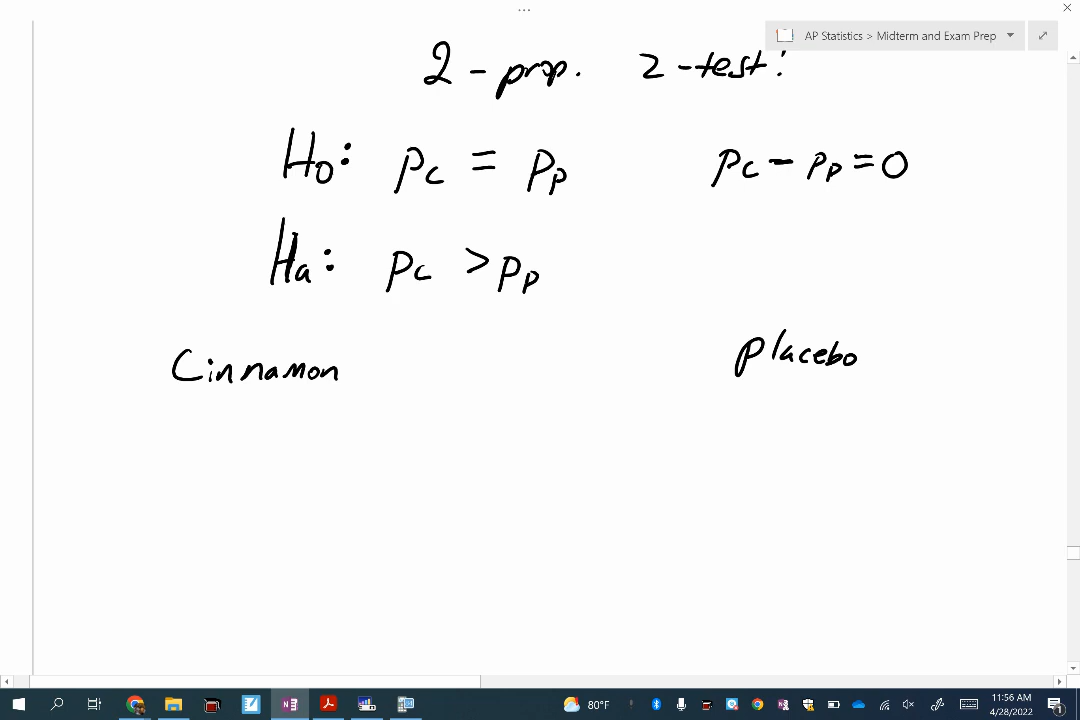 AP Statistics > Midterm and Exam Prep
2-prop. z-test:
H0: pc = pp pc - pp = 0
Ha: pc > pp
Cinnamon placebo
80°F
11:56 AM
4/28/2022
1